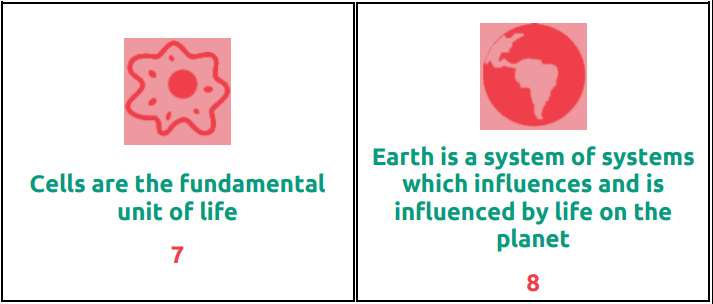 Cells are the fundamental
unit of life
7
Earth is a system of systems
which influences and is
influenced by life on the
planet
8